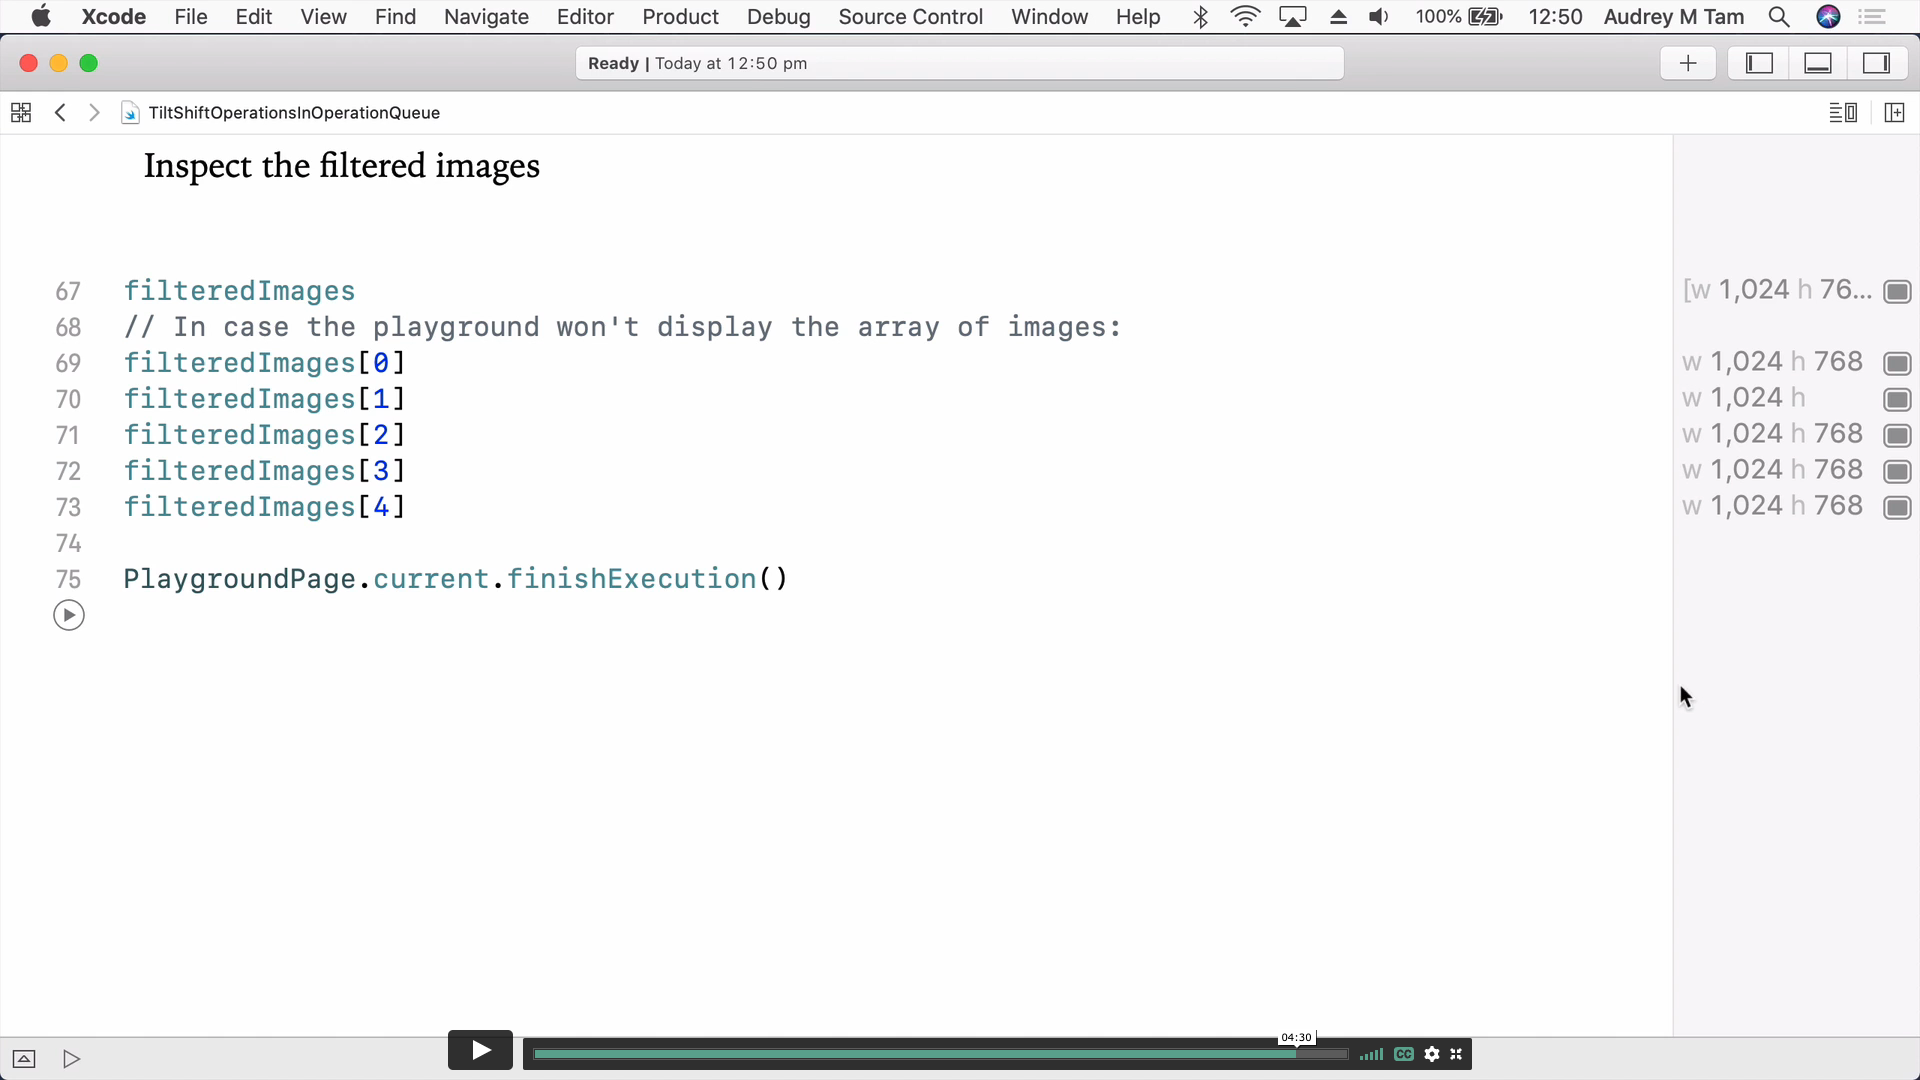 Xcode File Edit View Find Navigate Editor Product Debug Source Control Window Help 100% 12:50 Audrey M Tam
Ready | Today at 12:50 pm
TiltShiftOperationsInOperationQueue
Inspect the filtered images
67 filteredImages [w 1,024 h 76...
68 // In case the playground won't display the array of images:
69 filteredImages[0] w 1,024 h 768
70 filteredImages[1] w 1,024 h
71 filteredImages[2] w 1,024 h 768
72 filteredImages[3] w 1,024 h 768
73 filteredImages[4] w 1,024 h 768
74
75 PlaygroundPage.current.finishExecution()
04:30
CC